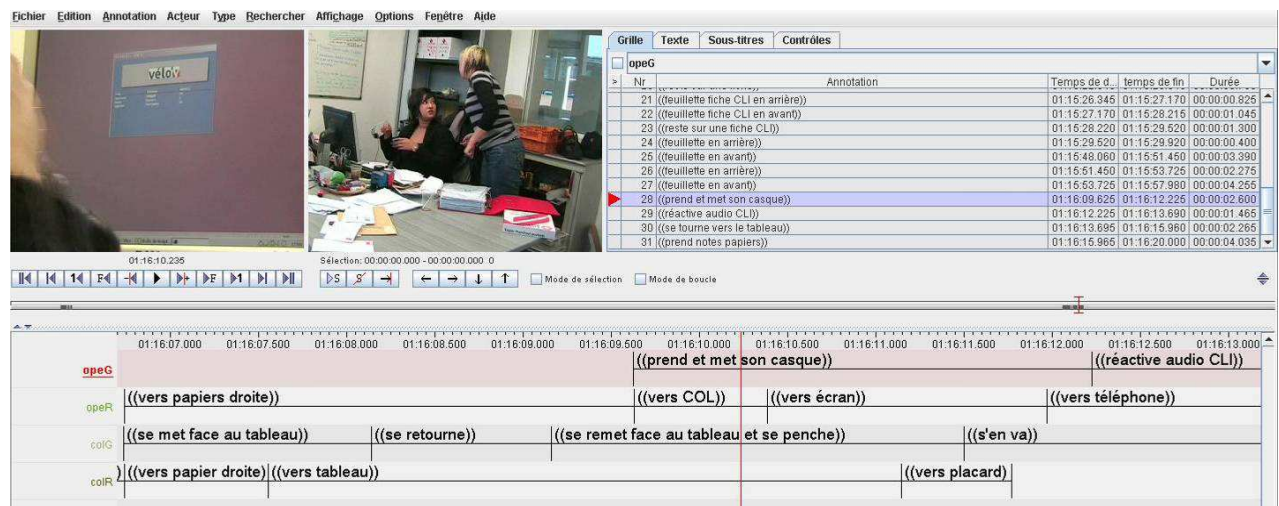 Fichier Edition Annotation Acteur Type Rechercher Affichage Options Fenêtre Aide
vélo'v
Grille Texte Sous-titres Contrôles
opeG
> Nr Annotation Temps de d... temps de fin Durée
21 ((feuillette fiche CLI en arrière)) 01:15:26.345 01:15:27.170 00:00:00.825
22 ((feuillette fiche CLI en avant)) 01:15:27.170 01:15:28.215 00:00:01.045
23 ((reste sur une fiche CLI)) 01:15:28.220 01:15:29.520 00:00:01.300
24 ((feuillette en arrière)) 01:15:29.520 01:15:29.920 00:00:00.400
25 ((feuillette en avant)) 01:15:48.060 01:15:51.450 00:00:03.390
26 ((feuillette en arrière)) 01:15:51.450 01:15:53.725 00:00:02.275
27 ((feuillette en avant)) 01:15:53.725 01:15:57.980 00:00:04.255
28 ((prend et met son casque)) 01:16:09.625 01:16:12.225 00:00:02.600
29 ((réactive audio CLI)) 01:16:12.225 01:16:13.690 00:00:01.465
30 ((se tourne vers le tableau)) 01:16:13.695 01:16:15.960 00:00:02.265
31 ((prend notes papiers)) 01:16:15.965 01:16:20.000 00:00:04.035
01:16:10.235 Sélection: 00:00:00.000 - 00:00:00.000 0
1 F F 1 S S Mode de sélection Mode de boucle
01:16:07.000 01:16:07.500 01:16:08.000 01:16:08.500 01:16:09.000 01:16:09.500 01:16:10.000 01:16:10.500 01:16:11.000 01:16:11.500 01:16:12.000 01:16:12.500 01:16:13.000
opeG ((prend et met son casque)) ((réactive audio CLI))
opeR ((vers papiers droite)) ((vers COL)) ((vers écran)) ((vers téléphone))
colG ((se met face au tableau)) ((se retourne)) ((se remet face au tableau et se penche)) ((s'en va))
colR ) ((vers papier droite) ((vers tableau)) ((vers placard)